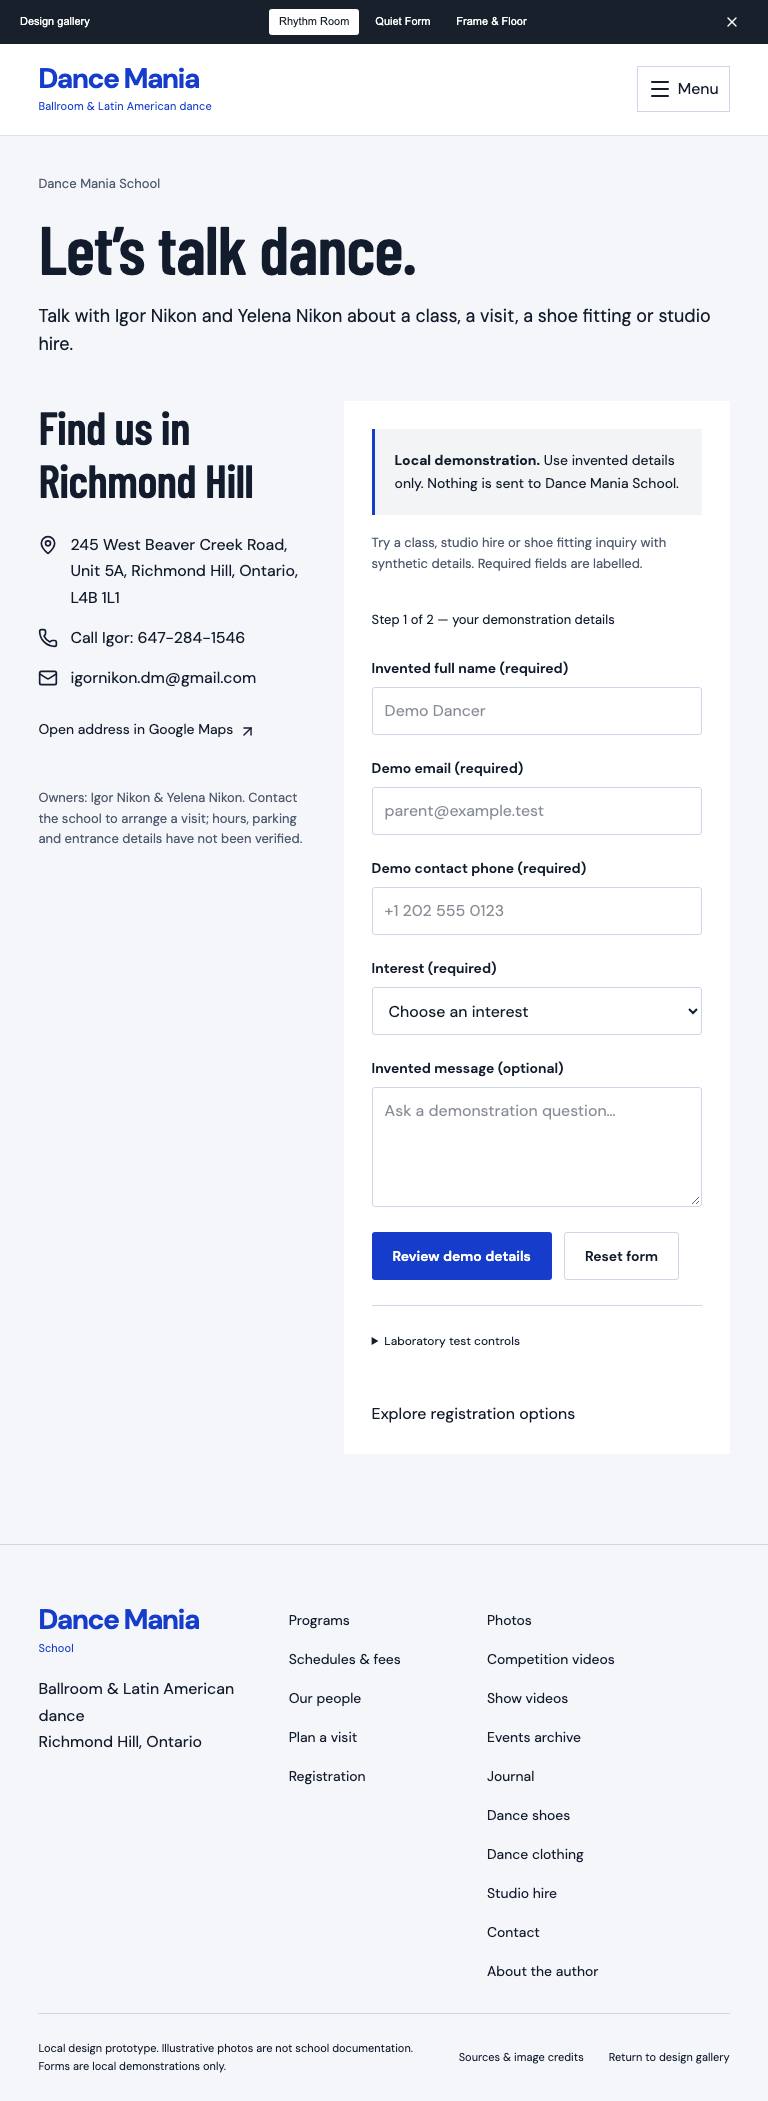 Design gallery
Rhythm Room
Quiet Form
Frame & Floor
Dance Mania
Ballroom & Latin American dance
Menu
Dance Mania School
Let’s talk dance.
Talk with Igor Nikon and Yelena Nikon about a class, a visit, a shoe fitting or studio
hire.
Find us in
Richmond Hill
245 West Beaver Creek Road,
Unit 5A, Richmond Hill, Ontario,
L4B 1L1
Call Igor: 647-284-1546
igornikon.dm@gmail.com
Open address in Google Maps
Owners: Igor Nikon & Yelena Nikon. Contact
the school to arrange a visit; hours, parking
and entrance details have not been verified.
Local demonstration. Use invented details
only. Nothing is sent to Dance Mania School.
Try a class, studio hire or shoe fitting inquiry with
synthetic details. Required fields are labelled.
Step 1 of 2 — your demonstration details
Invented full name (required)
Demo Dancer
Demo email (required)
parent@example.test
Demo contact phone (required)
+1 202 555 0123
Interest (required)
Choose an interest
Invented message (optional)
Ask a demonstration question…
Review demo details
Reset form
Laboratory test controls
Explore registration options
Dance Mania
School
Ballroom & Latin American
dance
Richmond Hill, Ontario
Programs
Schedules & fees
Our people
Plan a visit
Registration
Photos
Competition videos
Show videos
Events archive
Journal
Dance shoes
Dance clothing
Studio hire
Contact
About the author
Local design prototype. Illustrative photos are not school documentation.
Forms are local demonstrations only.
Sources & image credits
Return to design gallery